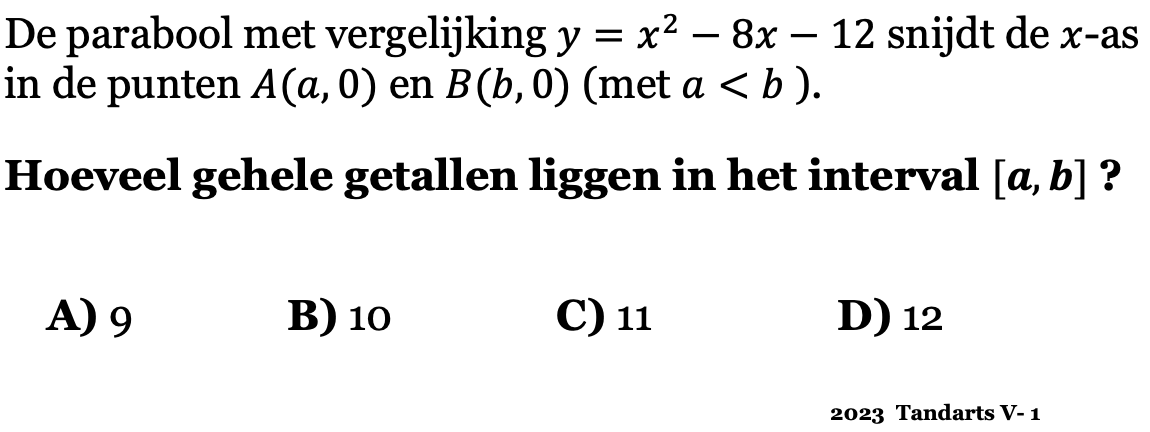 De parabool met vergelijking y = x² − 8x − 12 snijdt de x-as
in de punten A(a, 0) en B(b, 0) (met a < b ).
Hoeveel gehele getallen liggen in het interval [a, b] ?
A) 9 B) 10 C) 11 D) 12
2023 Tandarts V- 1